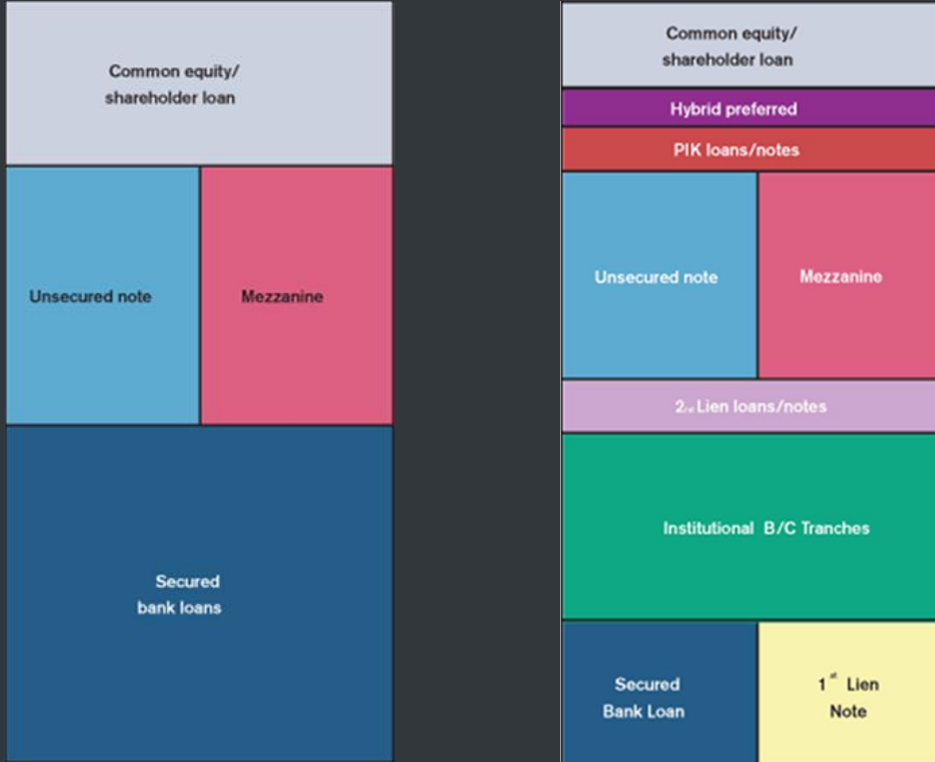 Common equity/
shareholder loan
Unsecured note
Mezzanine
Secured
bank loans
Common equity/
shareholder loan
Hybrid preferred
PIK loans/notes
Unsecured note
Mezzanine
2nd Lien loans/notes
Institutional B/C Tranches
Secured
Bank Loan
1st Lien
Note